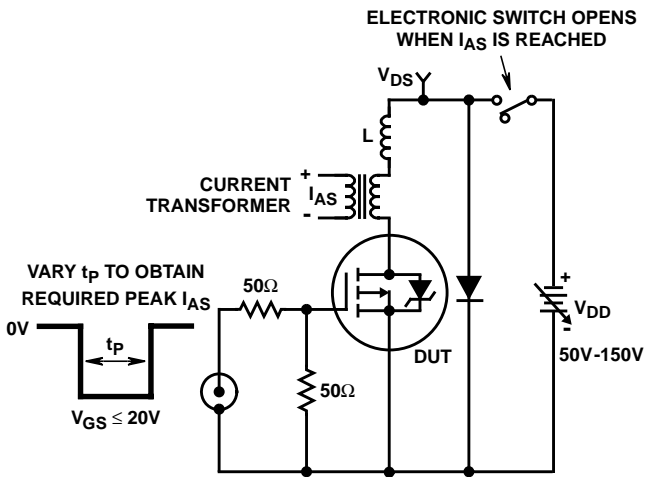 ELECTRONIC SWITCH OPENS
WHEN IAS IS REACHED
VDS
L
+
CURRENT
TRANSFORMER
IAS
-
VARY tP TO OBTAIN
REQUIRED PEAK IAS
50Ω
0V
tP
DUT
+
VDD
-
50V-150V
50Ω
VGS ≤ 20V